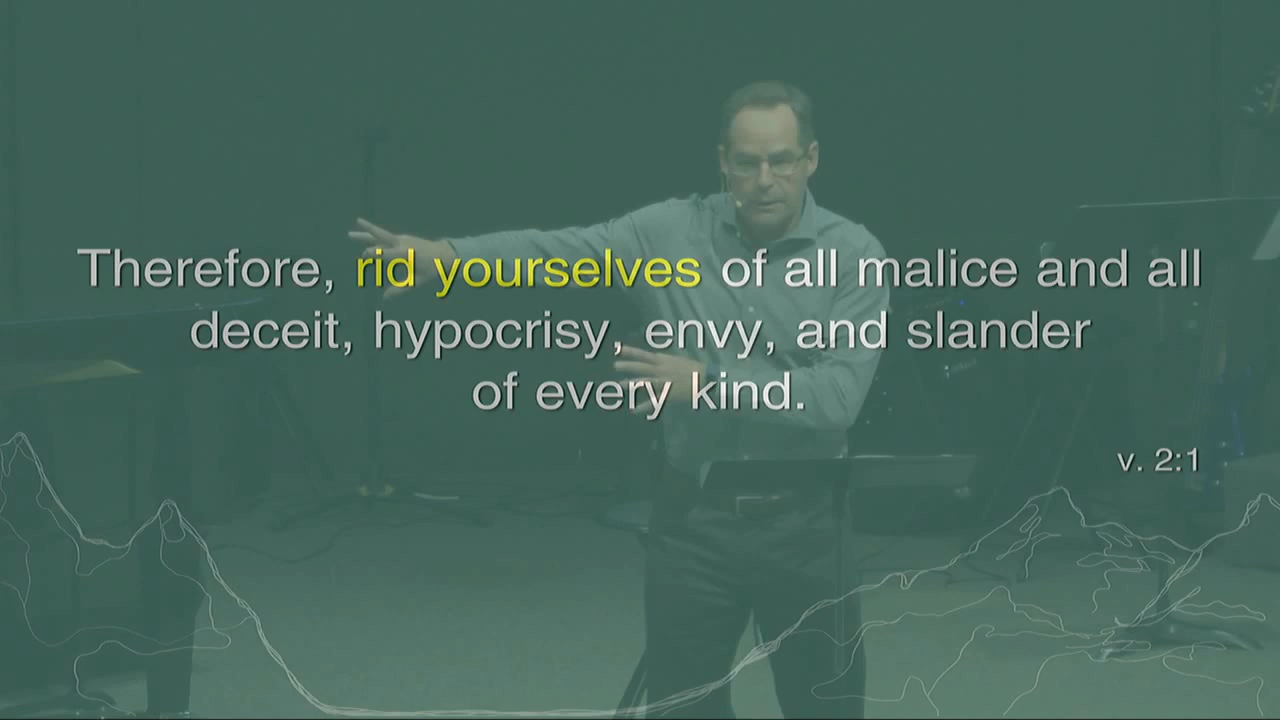 Therefore, rid yourselves of all malice and all
deceit, hypocrisy, envy, and slander
of every kind.
v. 2:1